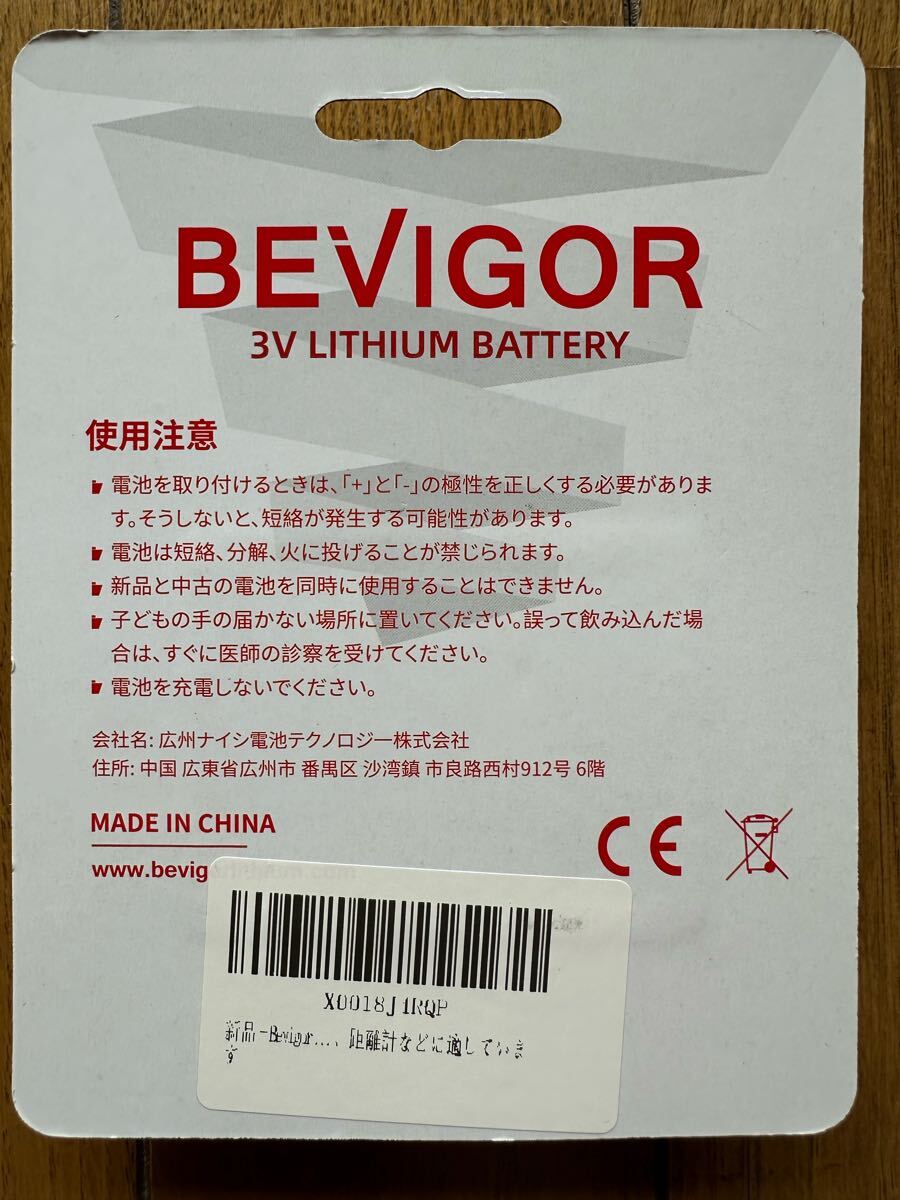 BEVIGOR
3V LITHIUM BATTERY
使用注意
電池を取り付けるときは、「+」と「-」の極性を正しくする必要がありま
す。そうしないと、短絡が発生する可能性があります。
電池は短絡、分解、火に投げることが禁じられます。
新品と中古の電池を同時に使用することはできません。
子どもの手の届かない場所に置いてください。誤って飲み込んだ場
合は、すぐに医師の診察を受けてください。
電池を充電しないでください。
会社名: 広州ナイシ電池テクノロジー株式会社
住所: 中国 広東省広州市 番禺区 沙湾鎮 市良路西村912号 6階
MADE IN CHINA
CE
www.bevigorlithium.com
X0018J1RQP
新品 -Bevigor...、距離計などに適していま
す